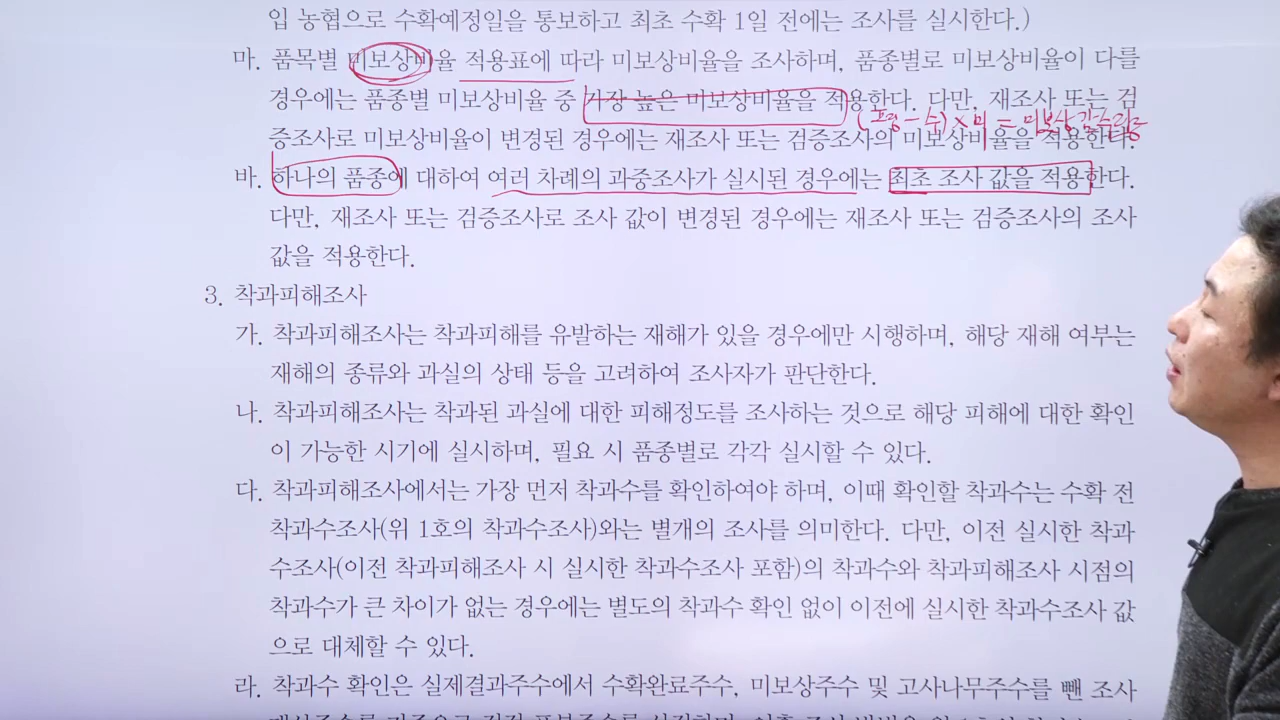 입 농협으로 수확예정일을 통보하고 최초 수확 1일 전에는 조사를 실시한다.)
마. 품목별 미보상비율 적용표에 따라 미보상비율을 조사하며, 품종별로 미보상비율이 다를
경우에는 품종별 미보상비율 중 가장 높은 미보상비율을 적용한다. 다만, 재조사 또는 검
(평-수)×미 = 미보상감수량
증조사로 미보상비율이 변경된 경우에는 재조사 또는 검증조사의 미보상비율을 적용한다.
바. 하나의 품종에 대하여 여러 차례의 과중조사가 실시된 경우에는 최초 조사 값을 적용한다.
다만, 재조사 또는 검증조사로 조사 값이 변경된 경우에는 재조사 또는 검증조사의 조사
값을 적용한다.
3. 착과피해조사
가. 착과피해조사는 착과피해를 유발하는 재해가 있을 경우에만 시행하며, 해당 재해 여부는
재해의 종류와 과실의 상태 등을 고려하여 조사자가 판단한다.
나. 착과피해조사는 착과된 과실에 대한 피해정도를 조사하는 것으로 해당 피해에 대한 확인
이 가능한 시기에 실시하며, 필요 시 품종별로 각각 실시할 수 있다.
다. 착과피해조사에서는 가장 먼저 착과수를 확인하여야 하며, 이때 확인할 착과수는 수확 전
착과수조사(위 1호의 착과수조사)와는 별개의 조사를 의미한다. 다만, 이전 실시한 착과
수조사(이전 착과피해조사 시 실시한 착과수조사 포함)의 착과수와 착과피해조사 시점의
착과수가 큰 차이가 없는 경우에는 별도의 착과수 확인 없이 이전에 실시한 착과수조사 값
으로 대체할 수 있다.
라. 착과수 확인은 실제결과주수에서 수확완료주수, 미보상주수 및 고사나무주수를 뺀 조사